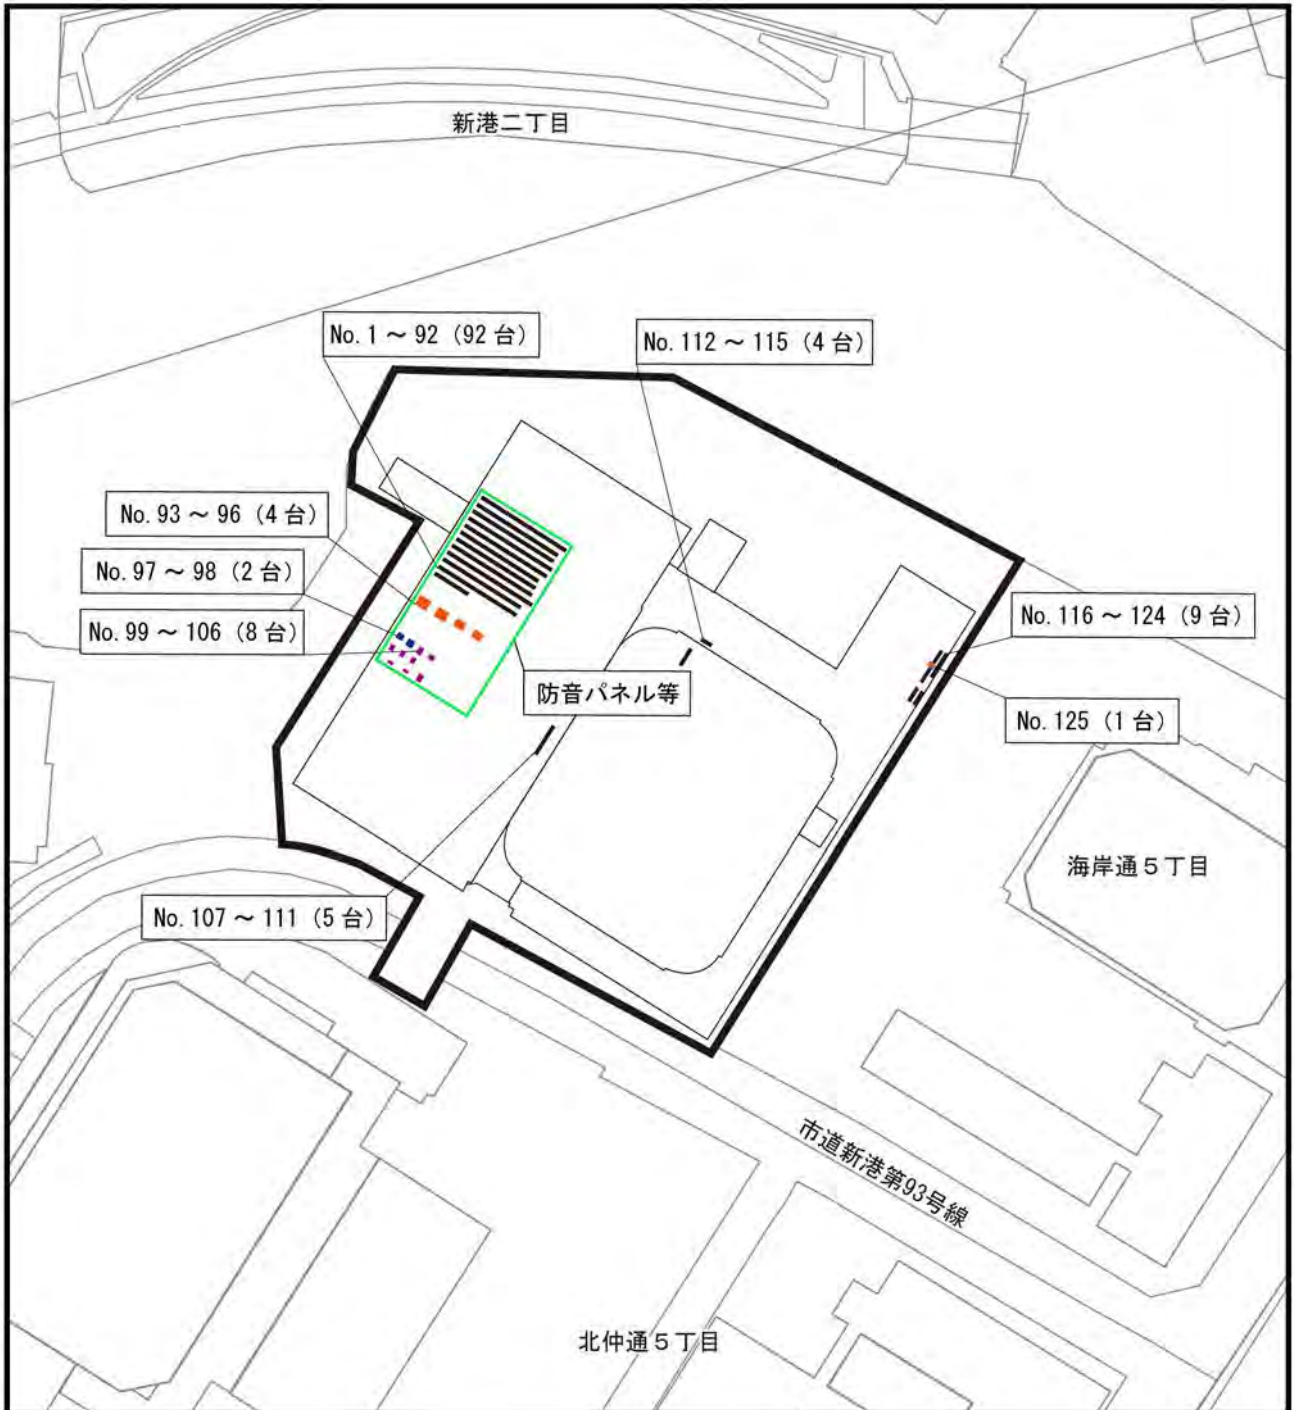 新港二丁目
No. 1 ～ 92（92 台）
No. 112 ～ 115（4 台）
No. 93 ～ 96（4 台）
No. 97 ～ 98（2 台）
No. 99 ～ 106（8 台）
No. 116 ～ 124（9 台）
防音パネル等
No. 125（1 台）
海岸通５丁目
No. 107 ～ 111（5 台）
市道新港第93号線
北仲通５丁目